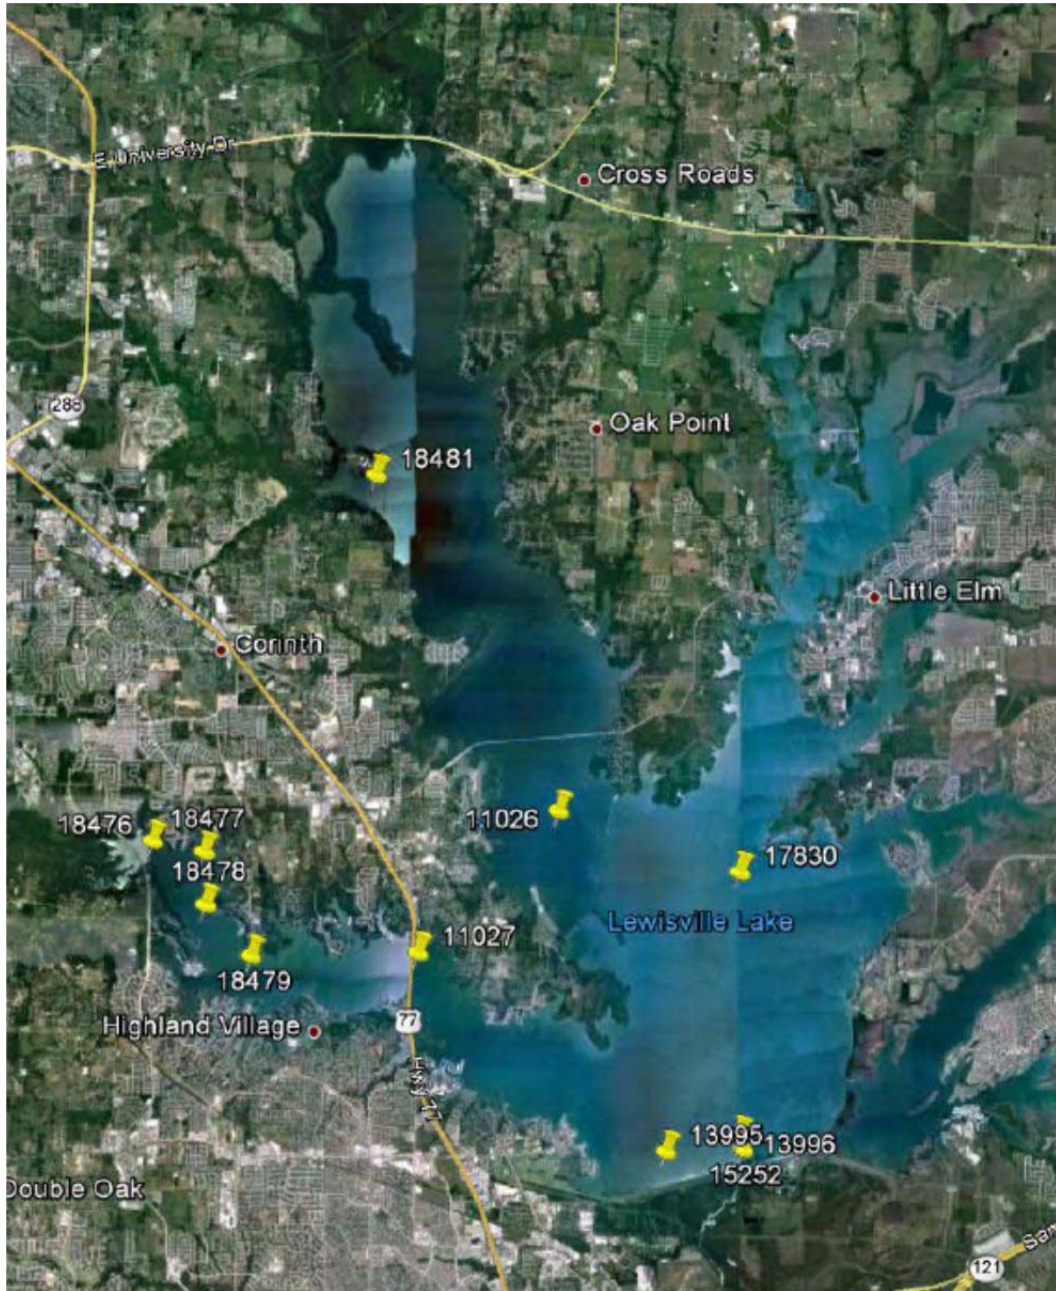 E University Dr
Cross Roads
288
Oak Point
18481
Little Elm
Corinth
18476
18477
11026
17830
18478
Lewisville Lake
11027
18479
Highland Village
77
Hwy 77
13995
13996
15252
Double Oak
San
121